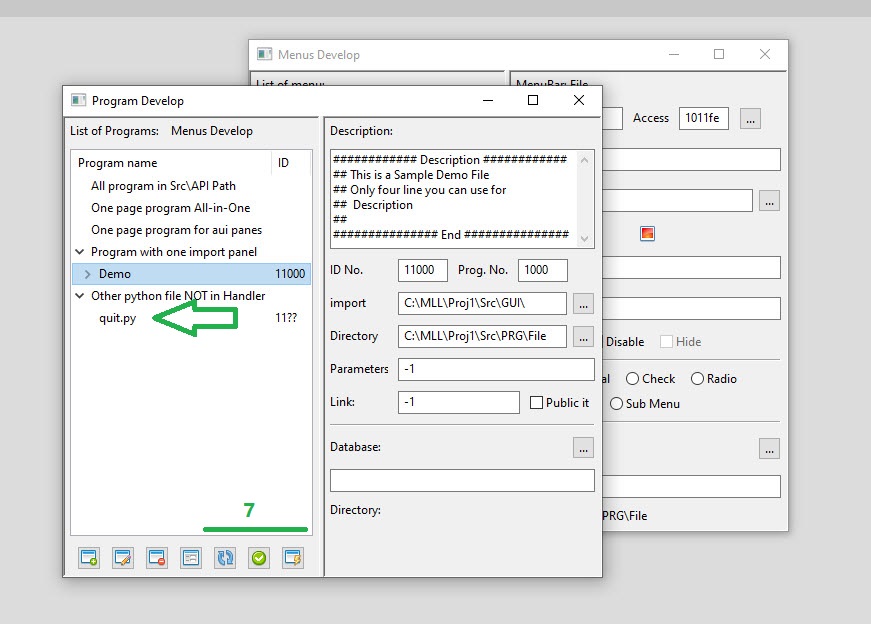 Menus Develop
List of menu:
MenuBar: File
Access 1011fe ...
...
Disable Hide
al Check Radio
Sub Menu
...
PRG\File
Program Develop
List of Programs: Menus Develop
Program name ID
All program in Src\API Path
One page program All-in-One
One page program for aui panes
Program with one import panel
Demo 11000
Other python file NOT in Handler
quit.py 11??
7
Description:
############ Description ############
## This is a Sample Demo File
## Only four line you can use for
## Description
##
############### End ###############
ID No. 11000 Prog. No. 1000
import C:\MLL\Proj1\Src\GUI\ ...
Directory C:\MLL\Proj1\Src\PRG\File ...
Parameters -1
Link: -1 Public it
Database: ...
Directory: